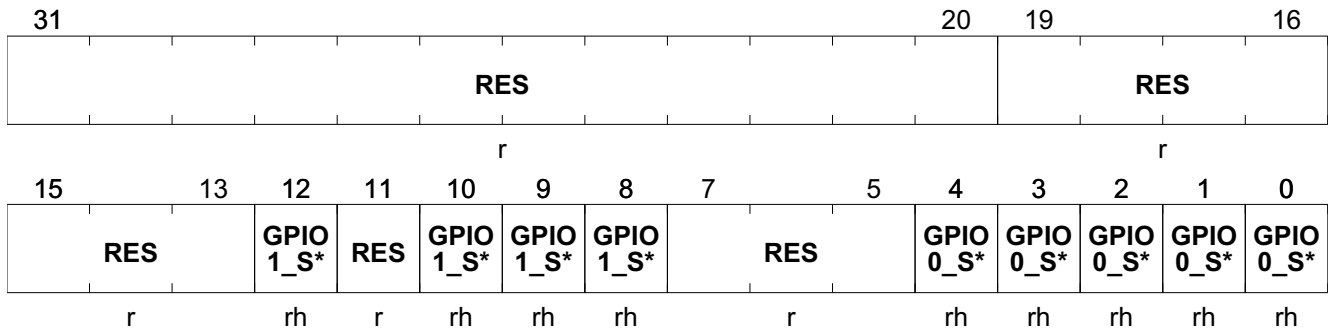 31 20 19 16
RES RES
r r
15 13 12 11 10 9 8 7 5 4 3 2 1 0
RES GPIO 1_S* RES GPIO 1_S* GPIO 1_S* GPIO 1_S* RES GPIO 0_S* GPIO 0_S* GPIO 0_S* GPIO 0_S* GPIO 0_S*
r rh r rh rh rh r rh rh rh rh rh